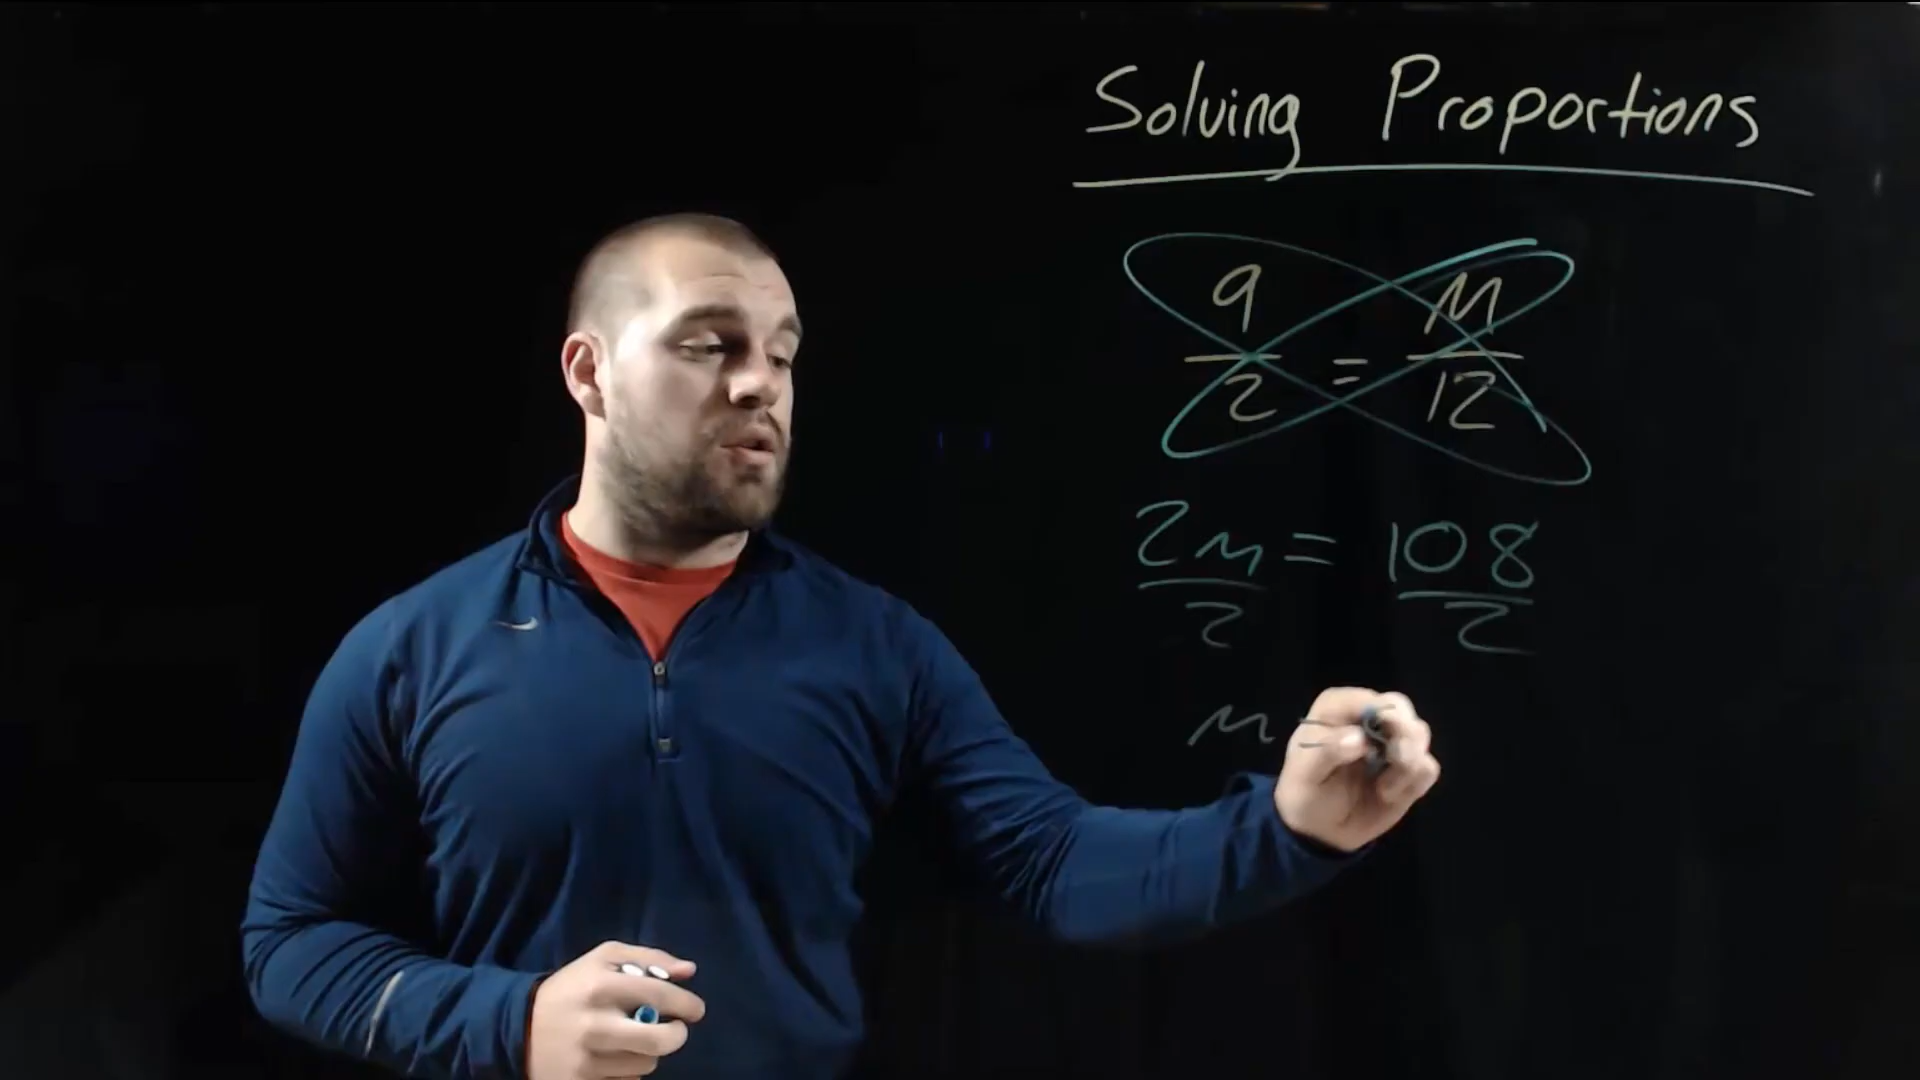 Solving Proportions
9/2 = M/12
2m = 108
2 2
m =